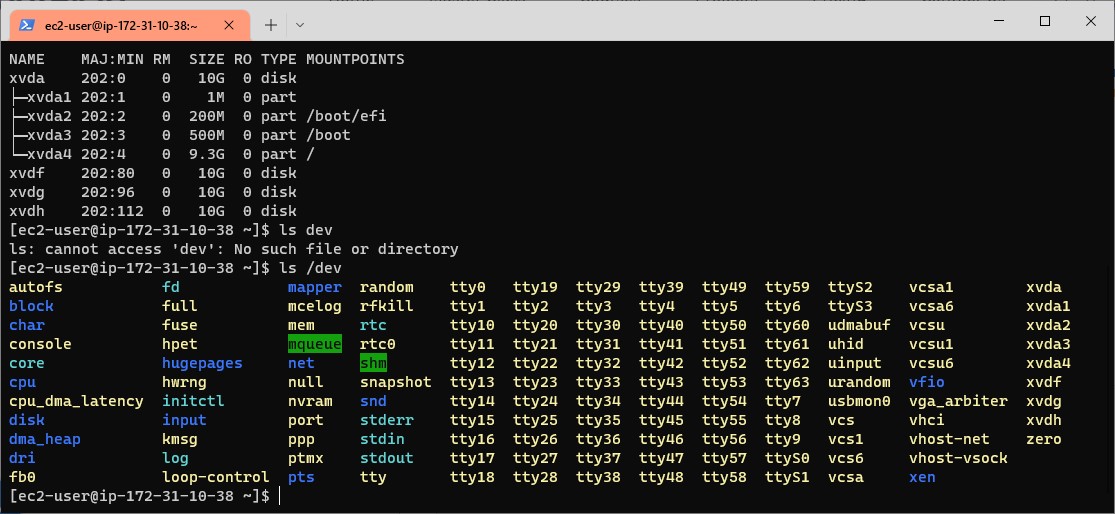 ec2-user@ip-172-31-10-38:~
NAME    MAJ:MIN RM  SIZE RO TYPE MOUNTPOINTS
xvda    202:0    0   10G  0 disk
├─xvda1 202:1    0    1M  0 part
├─xvda2 202:2    0  200M  0 part /boot/efi
├─xvda3 202:3    0  500M  0 part /boot
└─xvda4 202:4    0  9.3G  0 part /
xvdf    202:80   0   10G  0 disk
xvdg    202:96   0   10G  0 disk
xvdh    202:112  0   10G  0 disk
[ec2-user@ip-172-31-10-38 ~]$ ls dev
ls: cannot access 'dev': No such file or directory
[ec2-user@ip-172-31-10-38 ~]$ ls /dev
autofs           fd            mapper  random    tty0   tty19  tty29  tty39  tty49  tty59  ttyS2    vcsa1        xvda
block            full          mcelog  rfkill    tty1   tty2   tty3   tty4   tty5   tty6   ttyS3    vcsa6        xvda1
char             fuse          mem     rtc       tty10  tty20  tty30  tty40  tty50  tty60  udmabuf  vcsu         xvda2
console          hpet          mqueue  rtc0      tty11  tty21  tty31  tty41  tty51  tty61  uhid     vcsu1        xvda3
core             hugepages     net     shm       tty12  tty22  tty32  tty42  tty52  tty62  uinput   vcsu6        xvda4
cpu              hwrng         null    snapshot  tty13  tty23  tty33  tty43  tty53  tty63  urandom  vfio         xvdf
cpu_dma_latency  initctl       nvram   snd       tty14  tty24  tty34  tty44  tty54  tty7   usbmon0  vga_arbiter  xvdg
disk             input         port    stderr    tty15  tty25  tty35  tty45  tty55  tty8   vcs      vhci         xvdh
dma_heap         kmsg          ppp     stdin     tty16  tty26  tty36  tty46  tty56  tty9   vcs1     vhost-net    zero
dri              log           ptmx    stdout    tty17  tty27  tty37  tty47  tty57  ttyS0  vcs6     vhost-vsock
fb0              loop-control  pts     tty       tty18  tty28  tty38  tty48  tty58  ttyS1  vcsa     xen
[ec2-user@ip-172-31-10-38 ~]$